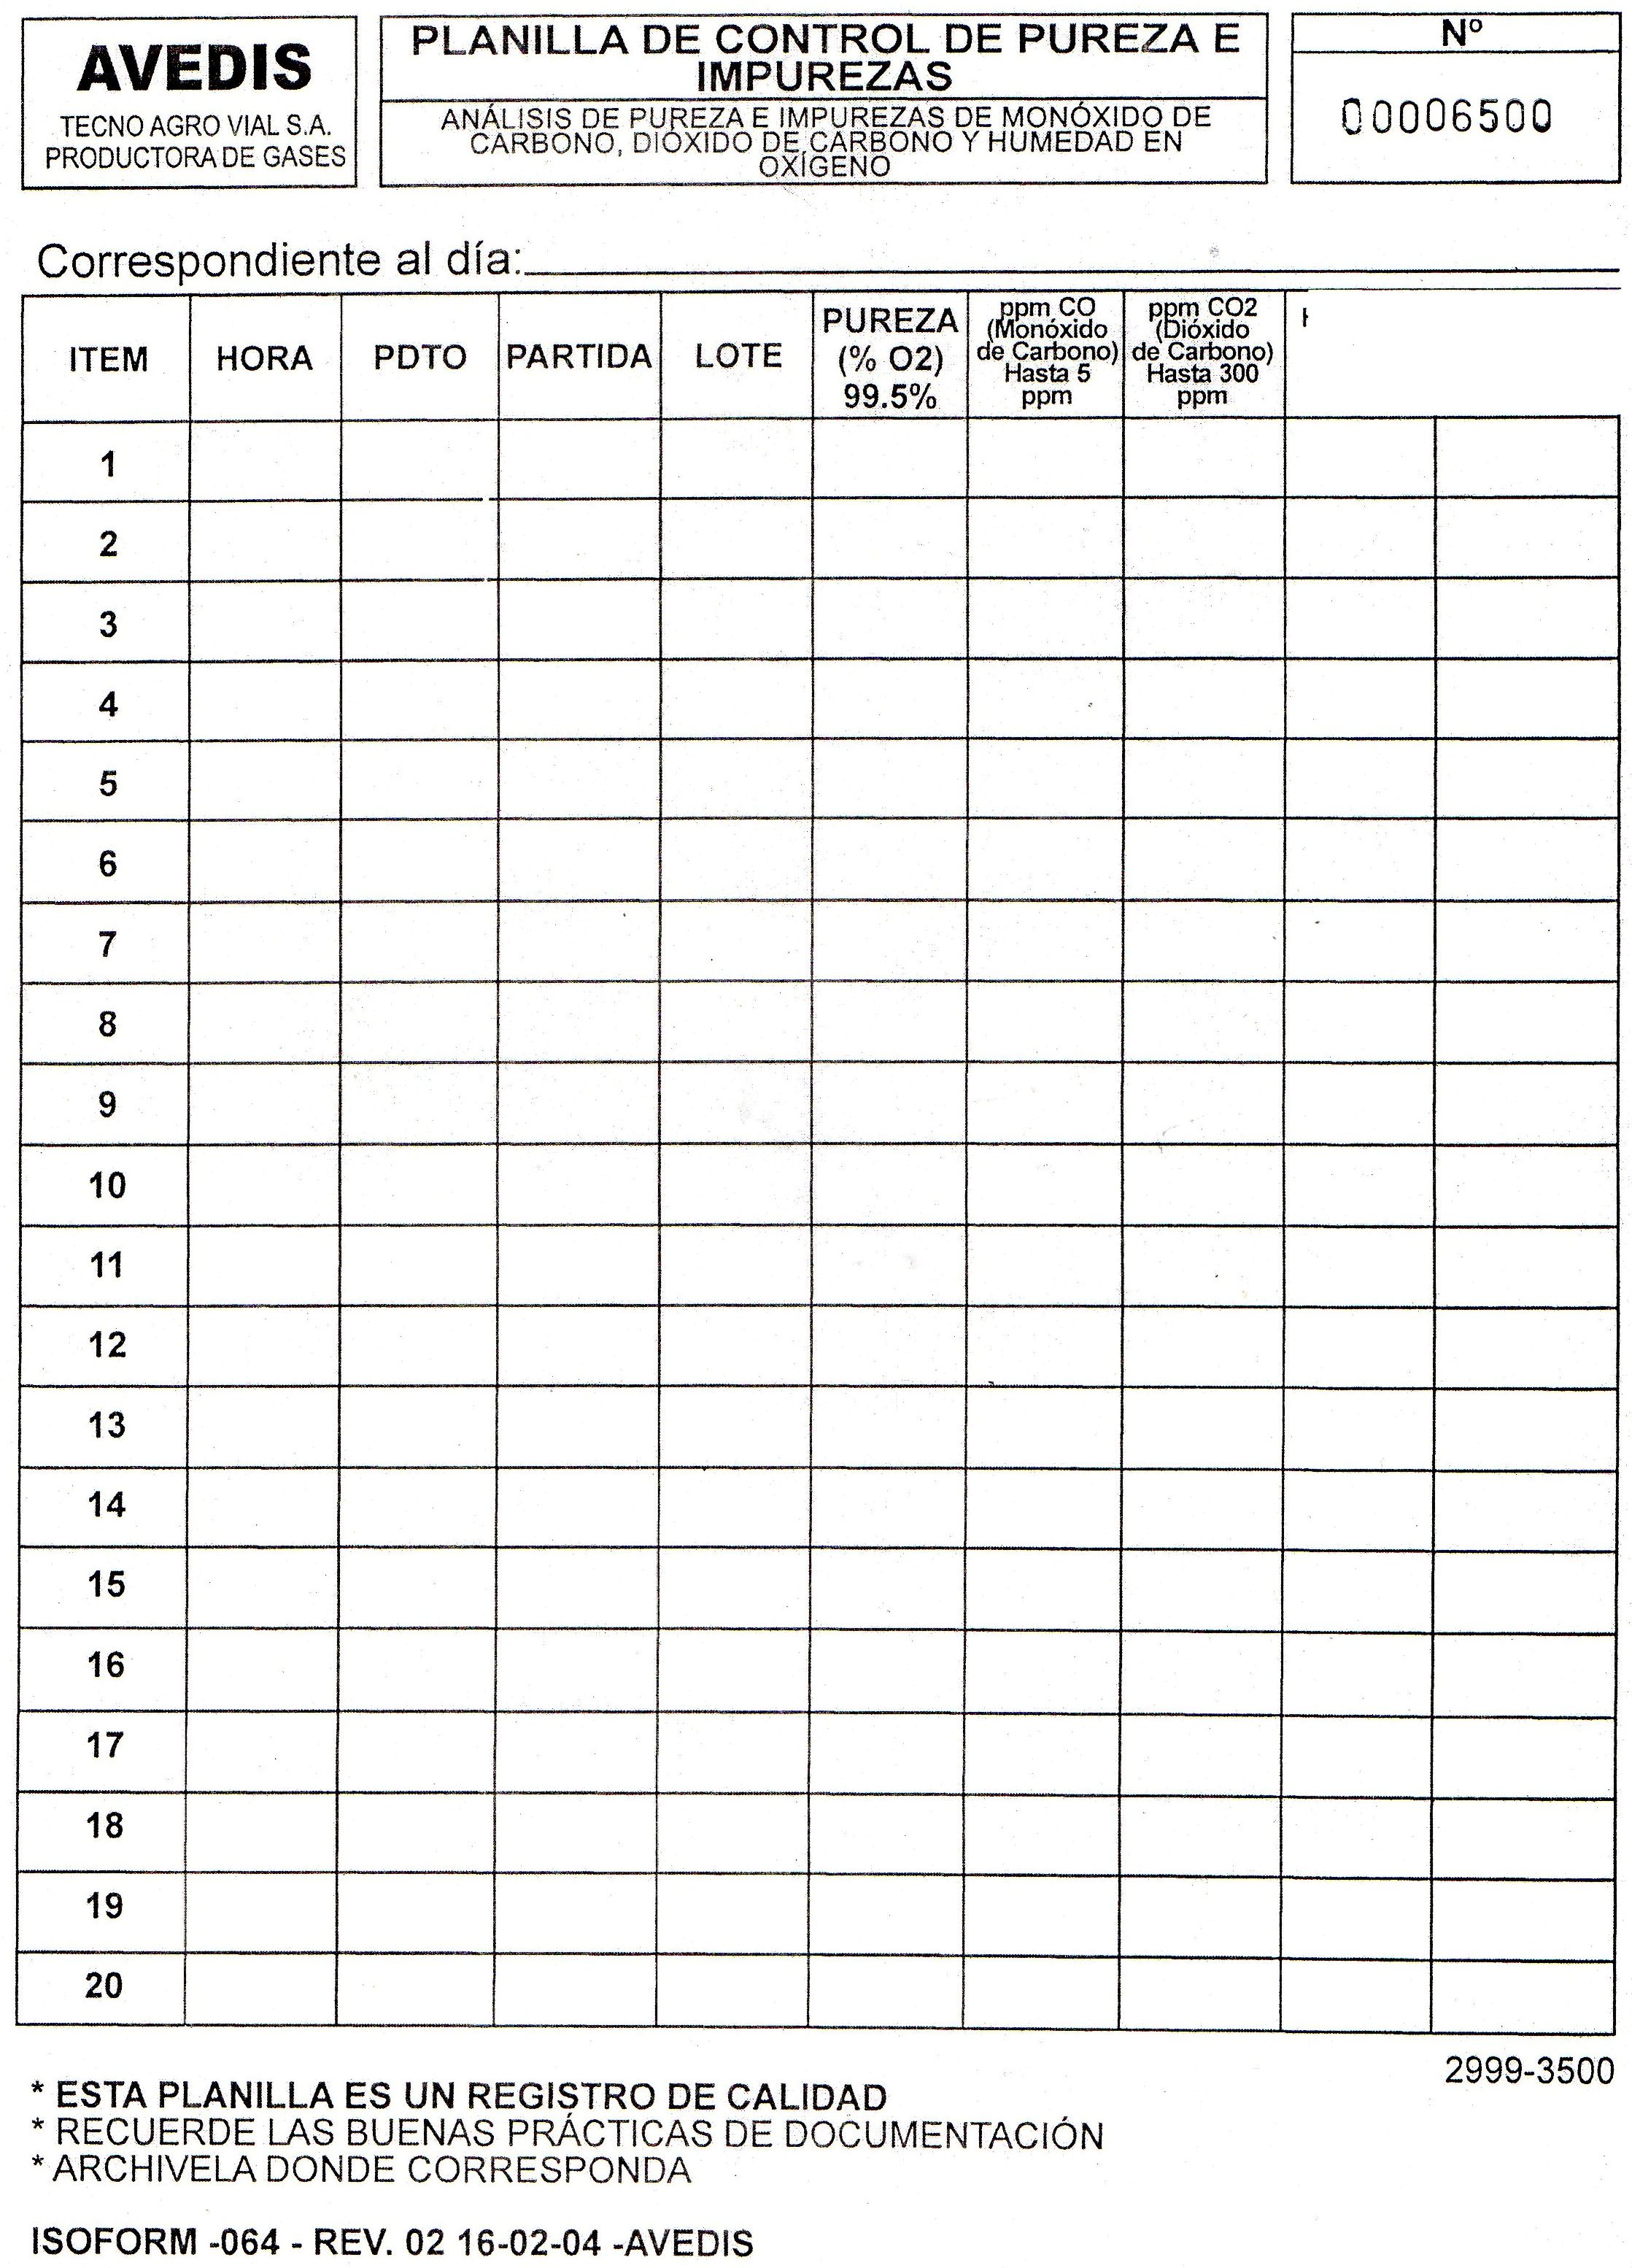 AVEDIS
TECNO AGRO VIAL S.A.
PRODUCTORA DE GASES
PLANILLA DE CONTROL DE PUREZA E
IMPUREZAS
ANÁLISIS DE PUREZA E IMPUREZAS DE MONÓXIDO DE
CARBONO, DIÓXIDO DE CARBONO Y HUMEDAD EN
OXÍGENO
Nº
00006500
Correspondiente al día:
ITEM HORA PDTO PARTIDA LOTE
PUREZA
(% O2)
99.5%
ppm CO
(Monóxido
de Carbono)
Hasta 5
ppm
ppm CO2
(Dióxido
de Carbono)
Hasta 300
ppm
1
2
3
4
5
6
7
8
9
10
11
12
13
14
15
16
17
18
19
20
2999-3500
* ESTA PLANILLA ES UN REGISTRO DE CALIDAD
* RECUERDE LAS BUENAS PRÁCTICAS DE DOCUMENTACIÓN
* ARCHIVELA DONDE CORRESPONDA
ISOFORM -064 - REV. 02 16-02-04 -AVEDIS